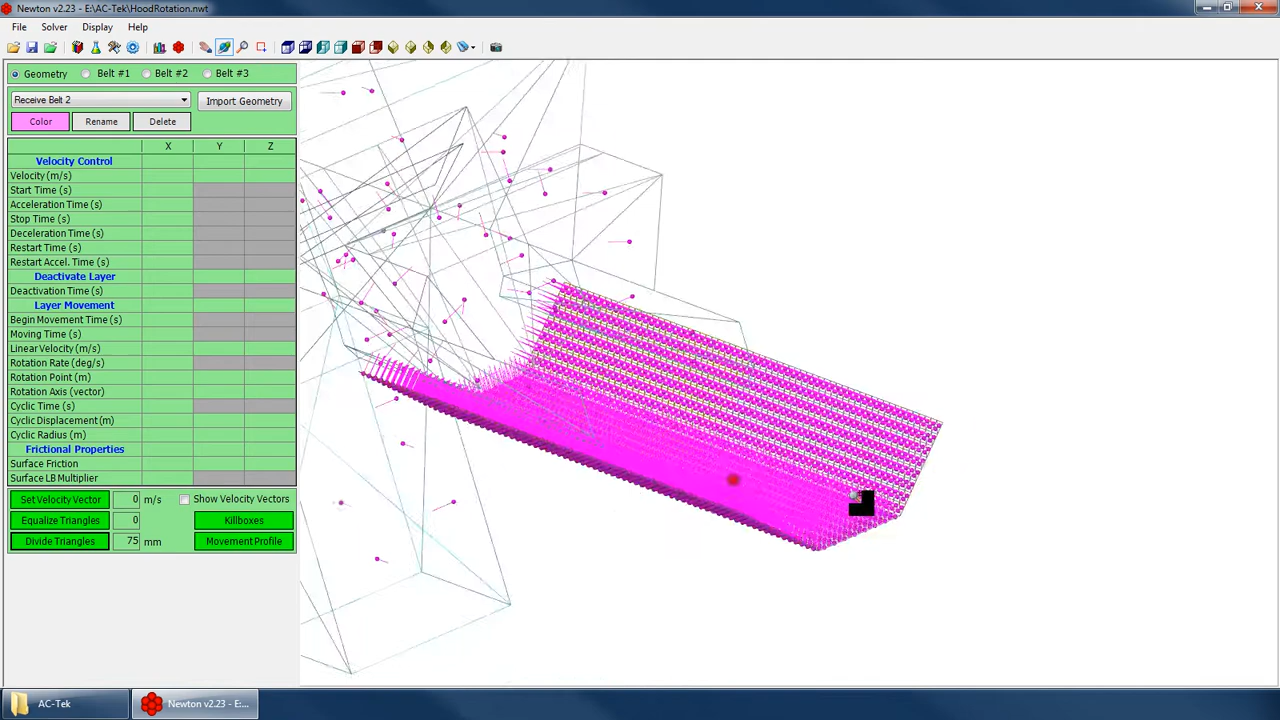 Newton v2.23 - E:\AC-Tek\HoodRotation.nwt
File Solver Display Help
Geometry Belt #1 Belt #2 Belt #3
Receive Belt 2 Import Geometry
Color Rename Delete
X Y Z
Velocity Control
Velocity (m/s)
Start Time (s)
Acceleration Time (s)
Stop Time (s)
Deceleration Time (s)
Restart Time (s)
Restart Accel. Time (s)
Deactivate Layer
Deactivation Time (s)
Layer Movement
Begin Movement Time (s)
Moving Time (s)
Linear Velocity (m/s)
Rotation Rate (deg/s)
Rotation Point (m)
Rotation Axis (vector)
Cyclic Time (s)
Cyclic Displacement (m)
Cyclic Radius (m)
Frictional Properties
Surface Friction
Surface LB Multiplier
Set Velocity Vector 0 m/s Show Velocity Vectors
Equalize Triangles 0 Killboxes
Divide Triangles 75 mm Movement Profile
AC-Tek Newton v2.23 - E:...